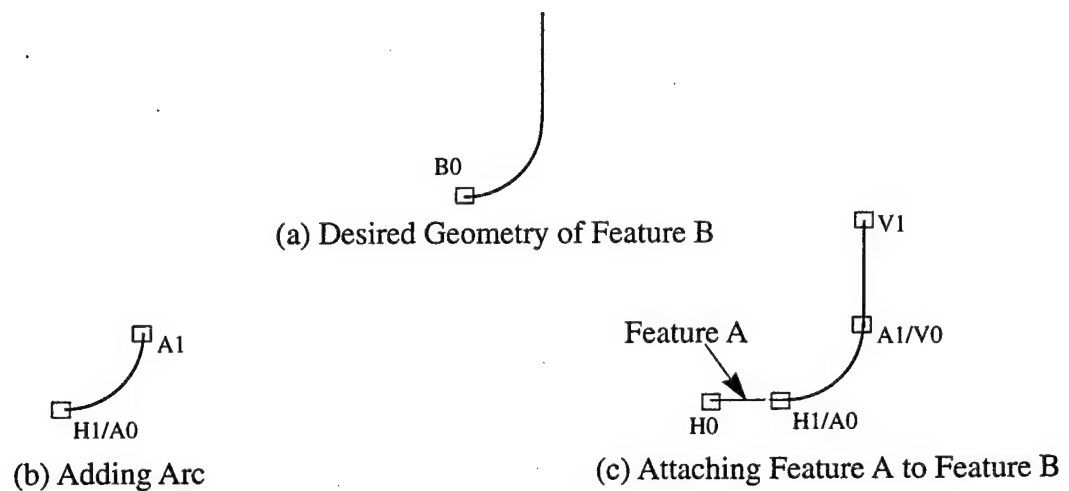 B0
(a) Desired Geometry of Feature B
V1
A1
Feature A
A1/V0
H1/A0
H0
H1/A0
(b) Adding Arc
(c) Attaching Feature A to Feature B